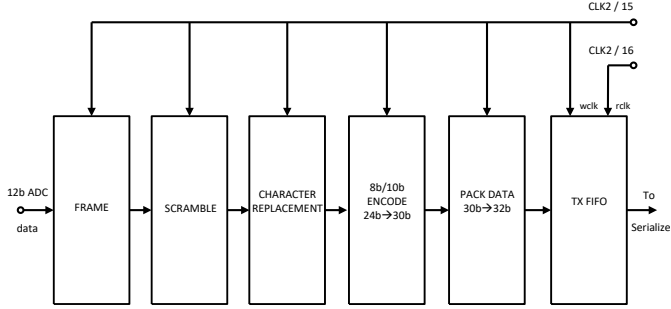 CLK2 / 15
CLK2 / 16
wclk
rclk
12b ADC
data
FRAME
SCRAMBLE
CHARACTER
REPLACEMENT
8b/10b
ENCODE
24b→30b
PACK DATA
30b→32b
TX FIFO
To
Serialize